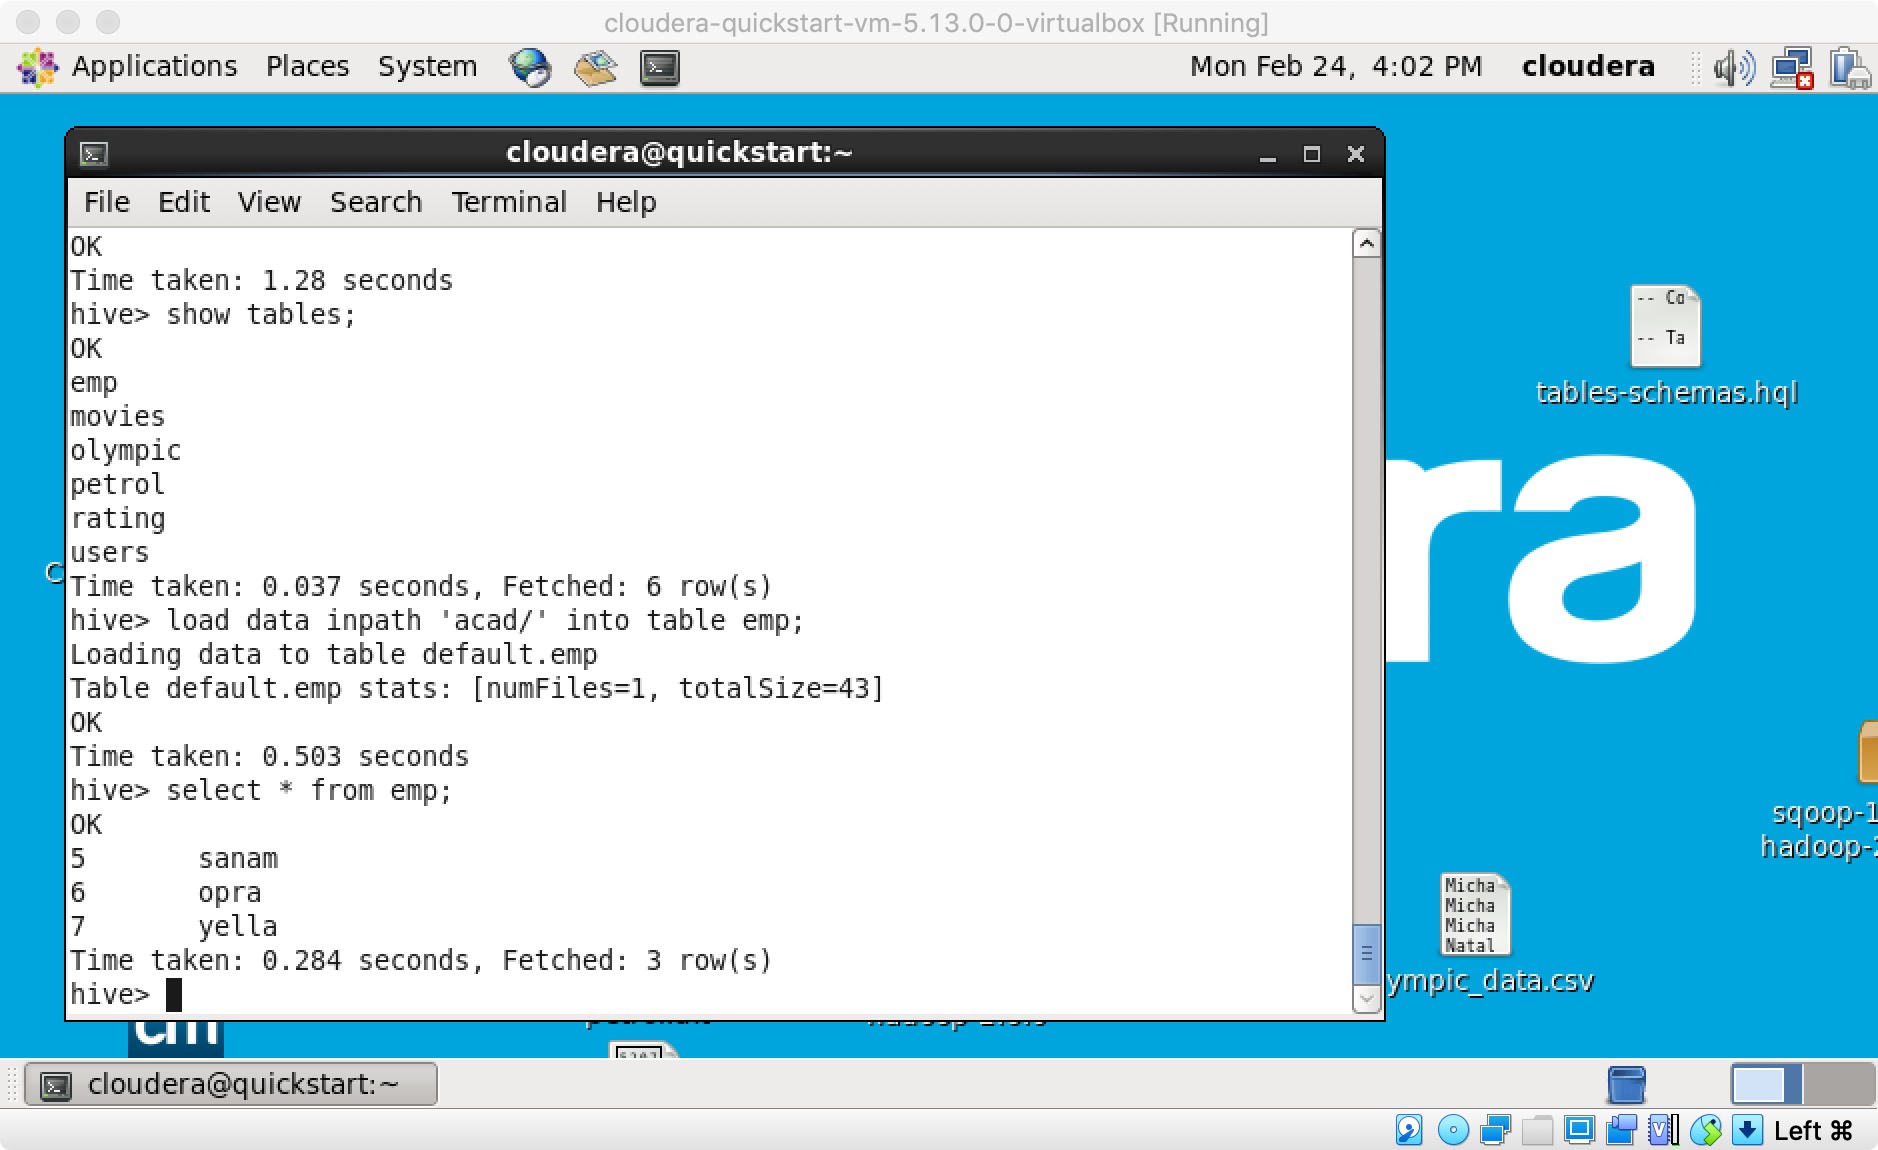 cloudera-quickstart-vm-5.13.0-0-virtualbox [Running]
Applications Places System
Mon Feb 24, 4:02 PM cloudera
cloudera@quickstart:~
File Edit View Search Terminal Help
OK
Time taken: 1.28 seconds
hive> show tables;
OK
emp
movies
olympic
petrol
rating
users
Time taken: 0.037 seconds, Fetched: 6 row(s)
hive> load data inpath 'acad/' into table emp;
Loading data to table default.emp
Table default.emp stats: [numFiles=1, totalSize=43]
OK
Time taken: 0.503 seconds
hive> select * from emp;
OK
5 sanam
6 opra
7 yella
Time taken: 0.284 seconds, Fetched: 3 row(s)
hive>
-- Co
-- Ta
tables-schemas.hql
ra
C
sqoop-1
hadoop-2
Micha
Micha
Micha
Natal
ympic_data.csv
cm
cloudera@quickstart:~
V
Left ⌘